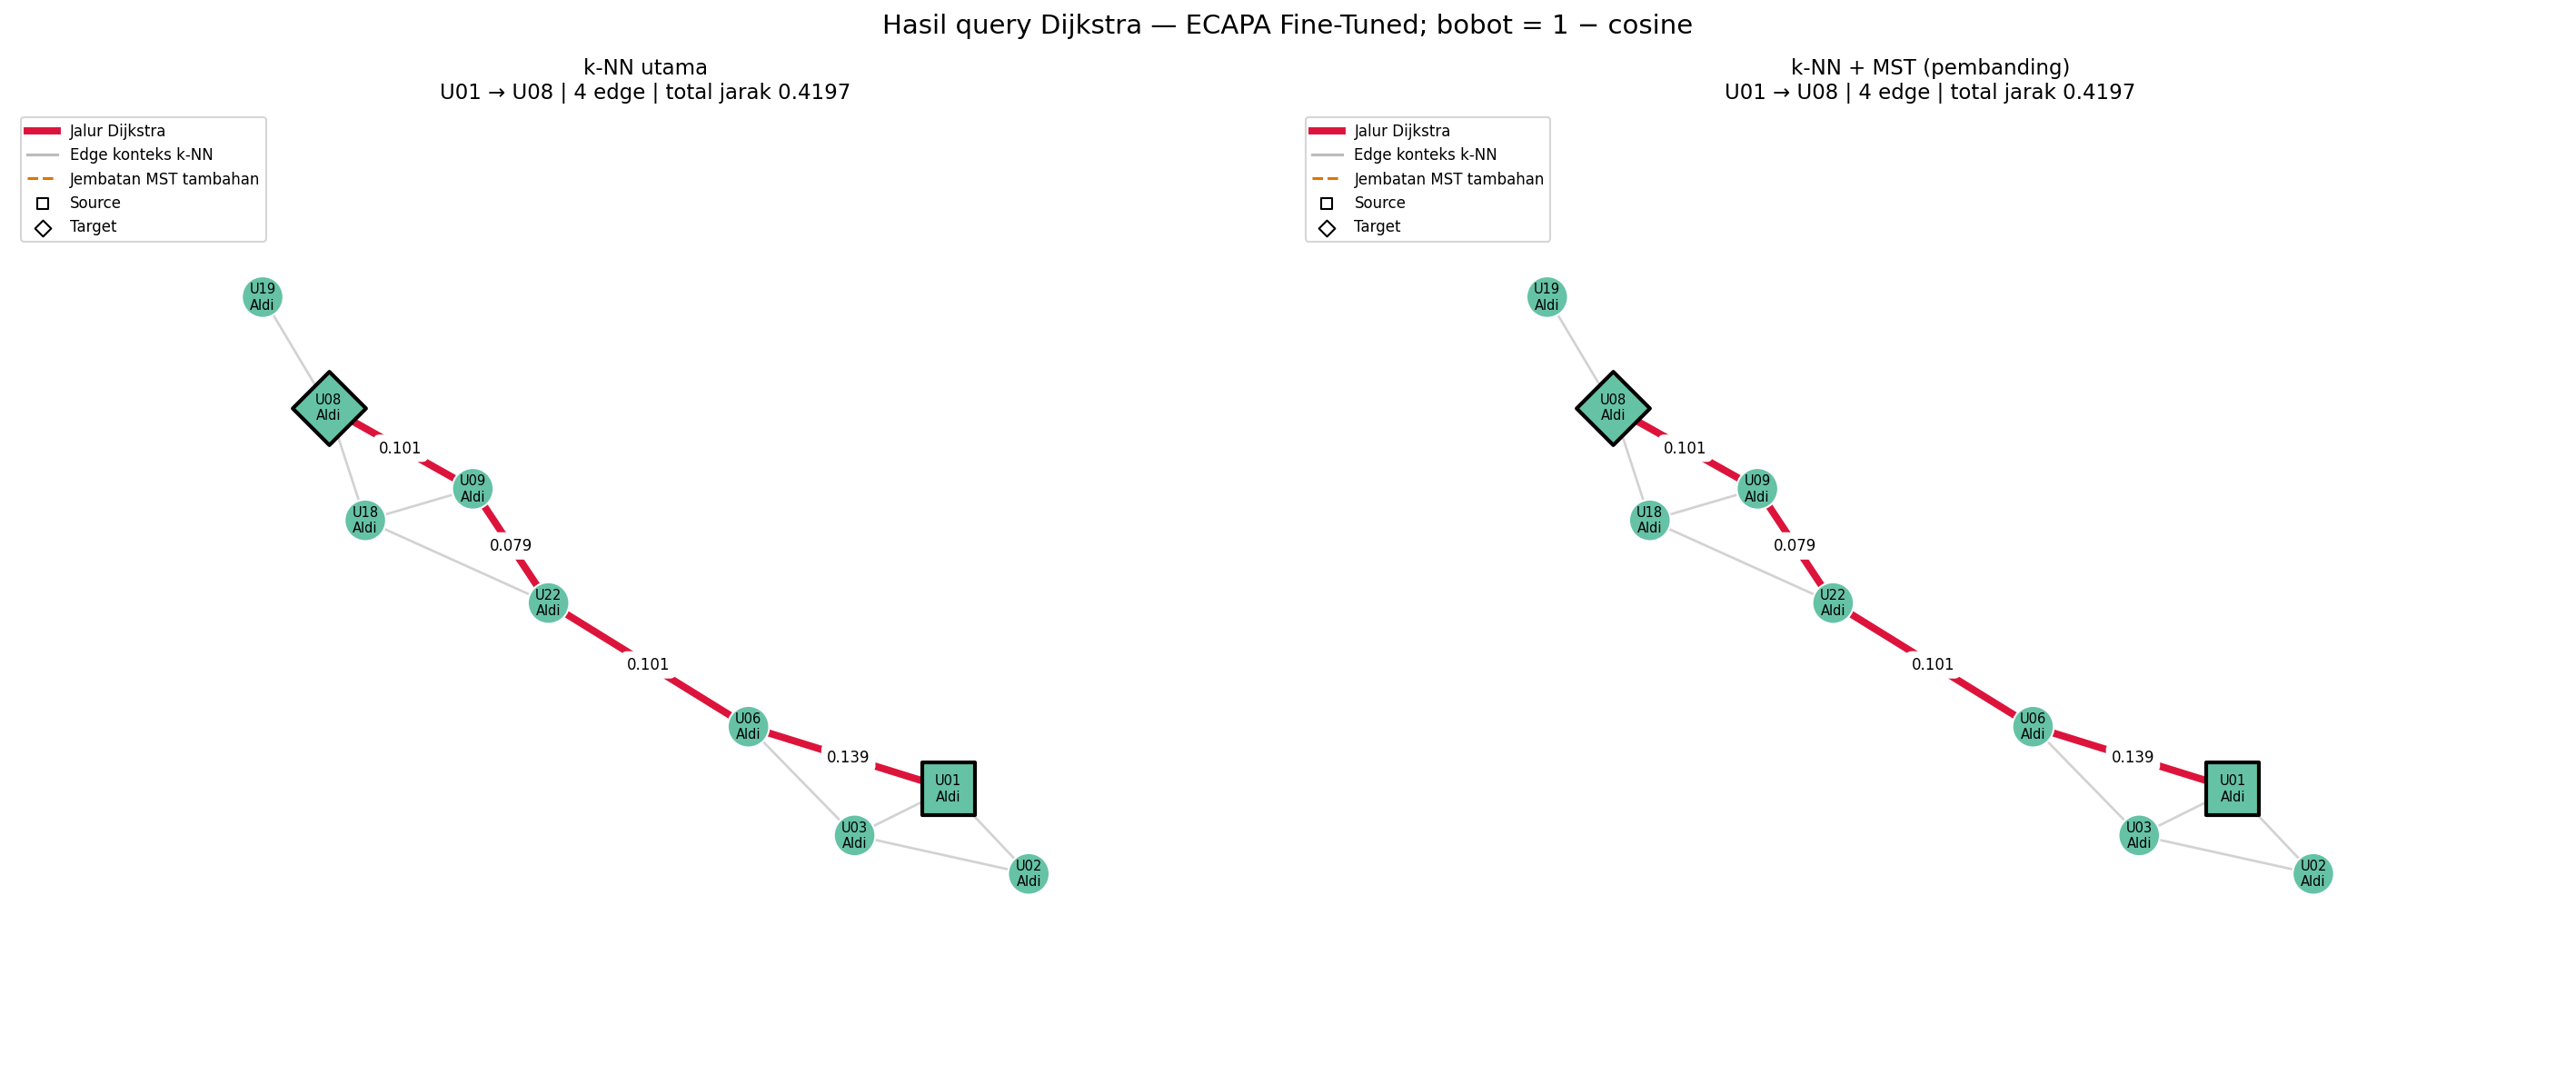 Hasil query Dijkstra — ECAPA Fine-Tuned; bobot = 1 − cosine
k-NN utama
U01 → U08 | 4 edge | total jarak 0.4197
Jalur Dijkstra
Edge konteks k-NN
Jembatan MST tambahan
Source
Target
U19
Aldi
U08
Aldi
0.101
U09
Aldi
U18
Aldi
0.079
U22
Aldi
0.101
U06
Aldi
0.139
U01
Aldi
U03
Aldi
U02
Aldi
k-NN + MST (pembanding)
U01 → U08 | 4 edge | total jarak 0.4197
Jalur Dijkstra
Edge konteks k-NN
Jembatan MST tambahan
Source
Target
U19
Aldi
U08
Aldi
0.101
U09
Aldi
U18
Aldi
0.079
U22
Aldi
0.101
U06
Aldi
0.139
U01
Aldi
U03
Aldi
U02
Aldi